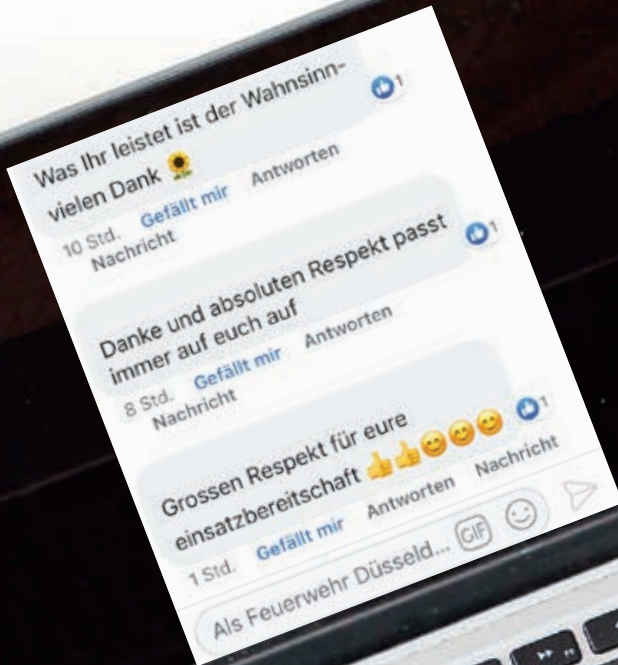 Was Ihr leistet ist der Wahnsinn-
vielen Dank 🌻
1
10 Std. Gefällt mir Antworten
Nachricht
Danke und absoluten Respekt passt
immer auf euch auf
1
8 Std. Gefällt mir Antworten
Nachricht
Grossen Respekt für eure
einsatzbereitschaft 👍👍😊😊😊
1
1 Std. Gefällt mir Antworten Nachricht
Als Feuerwehr Düsseld... GIF